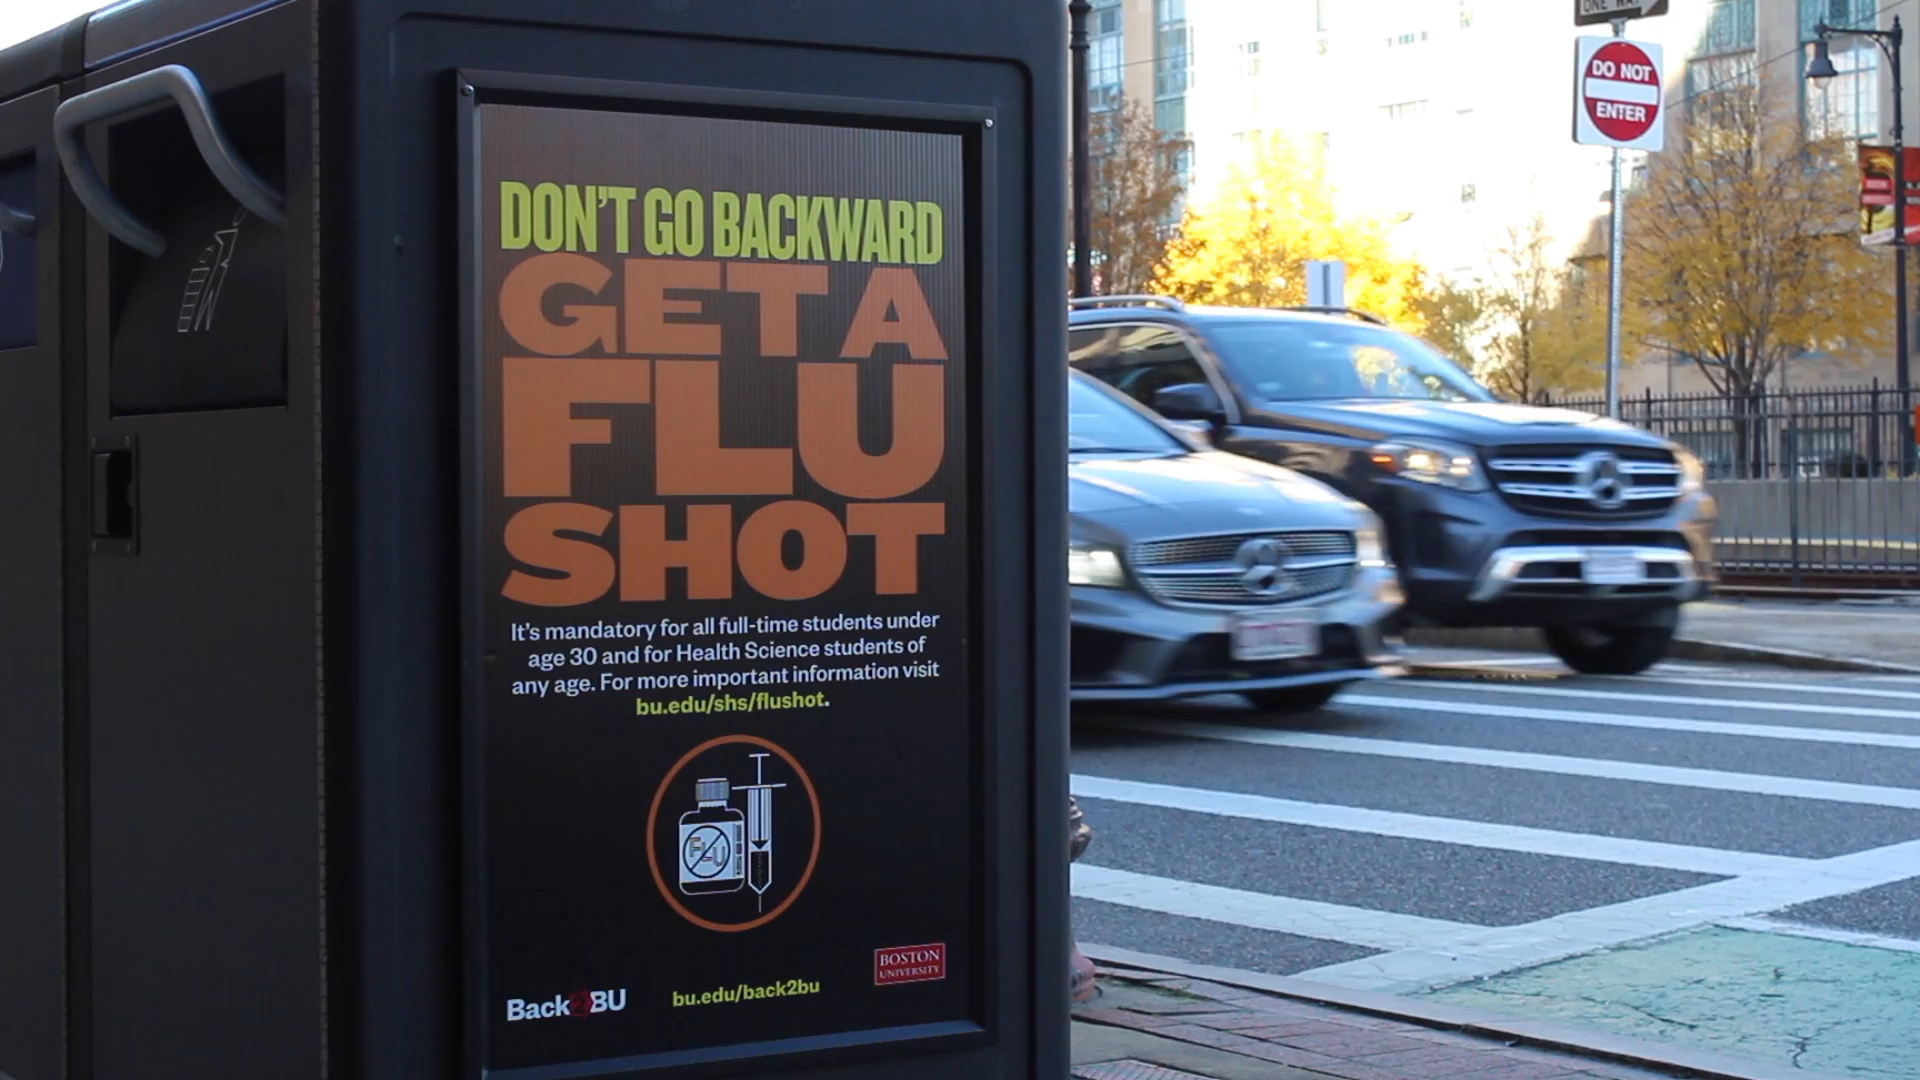 DON'T GO BACKWARD
GET A
FLU
SHOT
It's mandatory for all full-time students under
age 30 and for Health Science students of
any age. For more important information visit
bu.edu/shs/flushot.
FLU
Back2BU
bu.edu/back2bu
BOSTON
UNIVERSITY
ONE WAY
DO NOT
ENTER